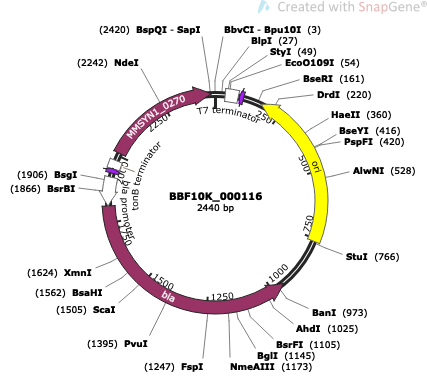 Created with SnapGene®
(2420) BspQI - SapI
BbvCI - Bpu10I (3)
BlpI (27)
StyI (49)
EcoO109I (54)
BseRI (161)
DrdI (220)
HaeII (360)
BseYI (416)
PspFI (420)
AlwNI (528)
StuI (766)
BanI (973)
AhdI (1025)
BsrFI (1105)
BglI (1145)
NmeAIII (1173)
(1247) FspI
(1395) PvuI
(1505) ScaI
(1562) BsaHI
(1624) XmnI
(1866) BsrBI
(1906) BsgI
(2242) NdeI
MMSYN1_0270
T7 terminator
tonB terminator
bla promoter
ori
bla
250
500
750
1000
1250
1500
1750
2250
BBF10K_000116
2440 bp